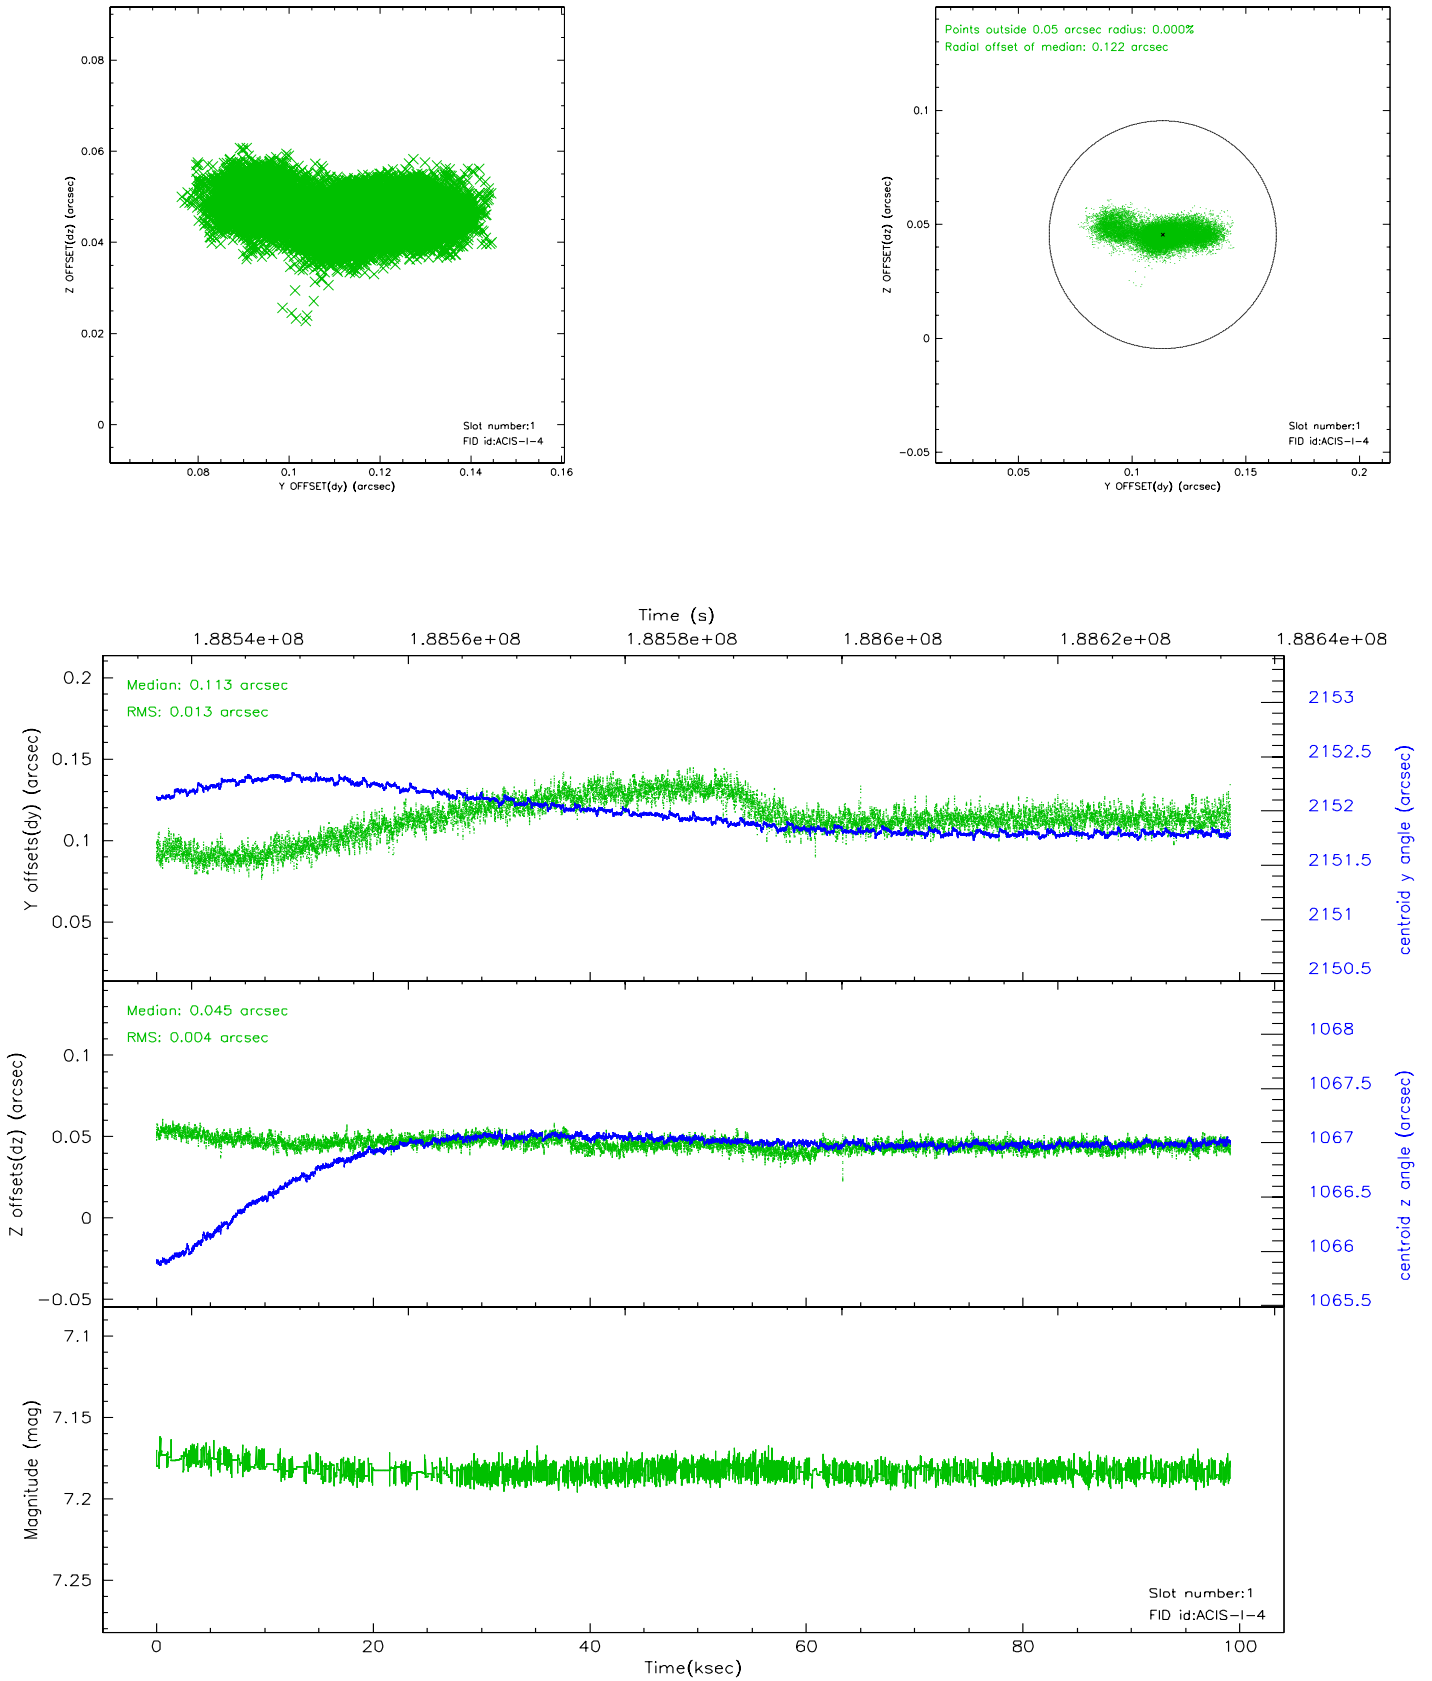 0.08
0.06
0.04
0.02
0
Z OFFSET(dz) (arcsec)
Slot number:1
FID id:ACIS-I-4
0.08 0.1 0.12 0.14 0.16
Y OFFSET(dy) (arcsec)
Points outside 0.05 arcsec radius: 0.000%
Radial offset of median: 0.122 arcsec
0.1
0.05
0
-0.05
Z OFFSET(dz) (arcsec)
Slot number:1
FID id:ACIS-I-4
0.05 0.1 0.15 0.2
Y OFFSET(dy) (arcsec)
Time (s)
1.8854e+08 1.8856e+08 1.8858e+08 1.886e+08 1.8862e+08 1.8864e+08
Median: 0.113 arcsec
RMS: 0.013 arcsec
0.2
0.15
0.1
0.05
Y offsets(dy) (arcsec)
2153
2152.5
2152
2151.5
2151
2150.5
centroid y angle (arcsec)
Median: 0.045 arcsec
RMS: 0.004 arcsec
0.1
0.05
0
-0.05
Z offsets(dz) (arcsec)
1068
1067.5
1067
1066.5
1066
1065.5
centroid z angle (arcsec)
7.1
7.15
7.2
7.25
Magnitude (mag)
Slot number:1
FID id:ACIS-I-4
0 20 40 60 80 100
Time(ksec)